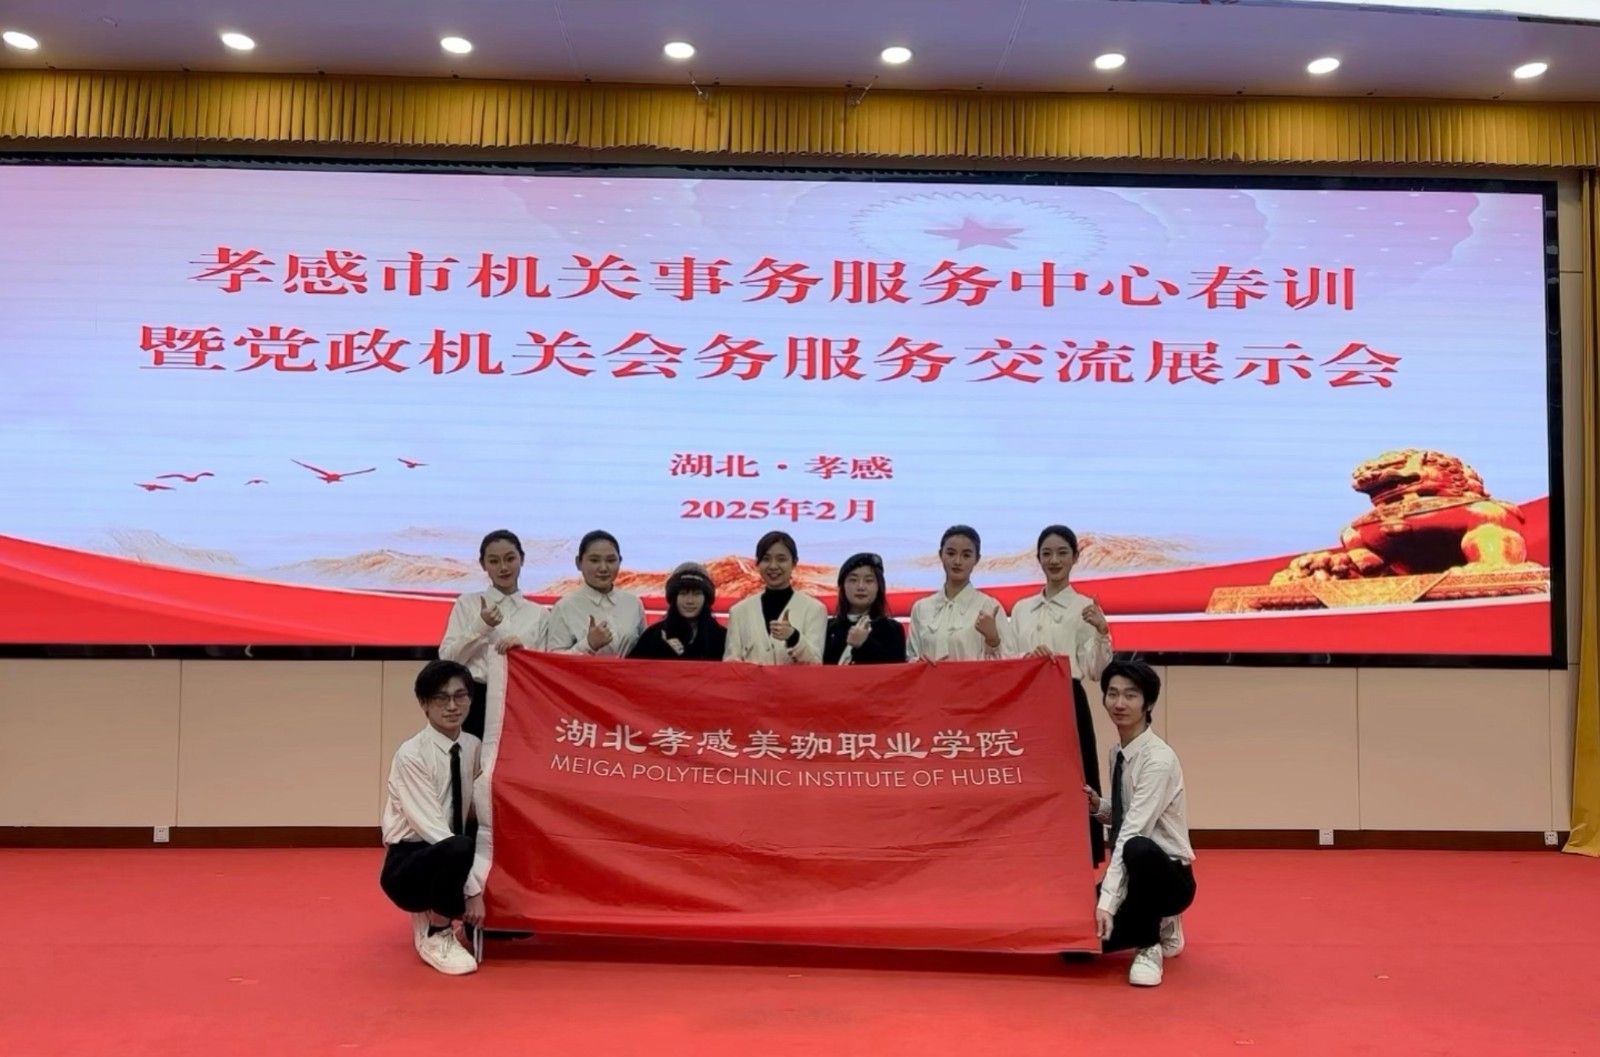 孝感市机关事务服务中心春训
暨党政机关会务服务交流展示会
湖北·孝感
2025年2月
湖北孝感美珈职业学院
MEIGA POLYTECHNIC INSTITUTE OF HUBEI